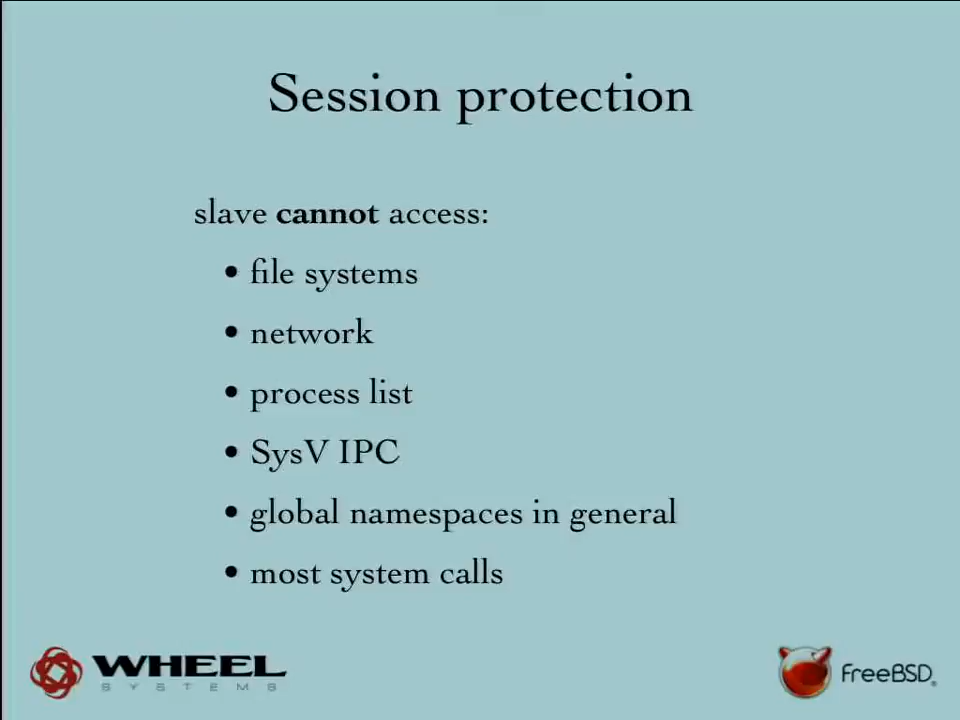 Session protection
slave cannot access:
• file systems
• network
• process list
• SysV IPC
• global namespaces in general
• most system calls
WHEEL
SYSTEMS
FreeBSD®